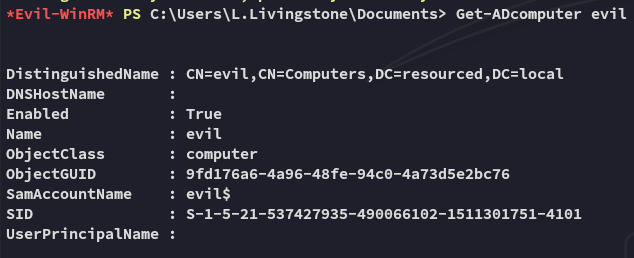 *Evil-WinRM* PS C:\Users\L.Livingstone\Documents> Get-ADcomputer evil
DistinguishedName : CN=evil,CN=Computers,DC=resourced,DC=local
DNSHostName       :
Enabled           : True
Name              : evil
ObjectClass       : computer
ObjectGUID        : 9fd176a6-4a96-48fe-94c0-4a73d5e2bc76
SamAccountName    : evil$
SID               : S-1-5-21-537427935-490066102-1511301751-4101
UserPrincipalName :